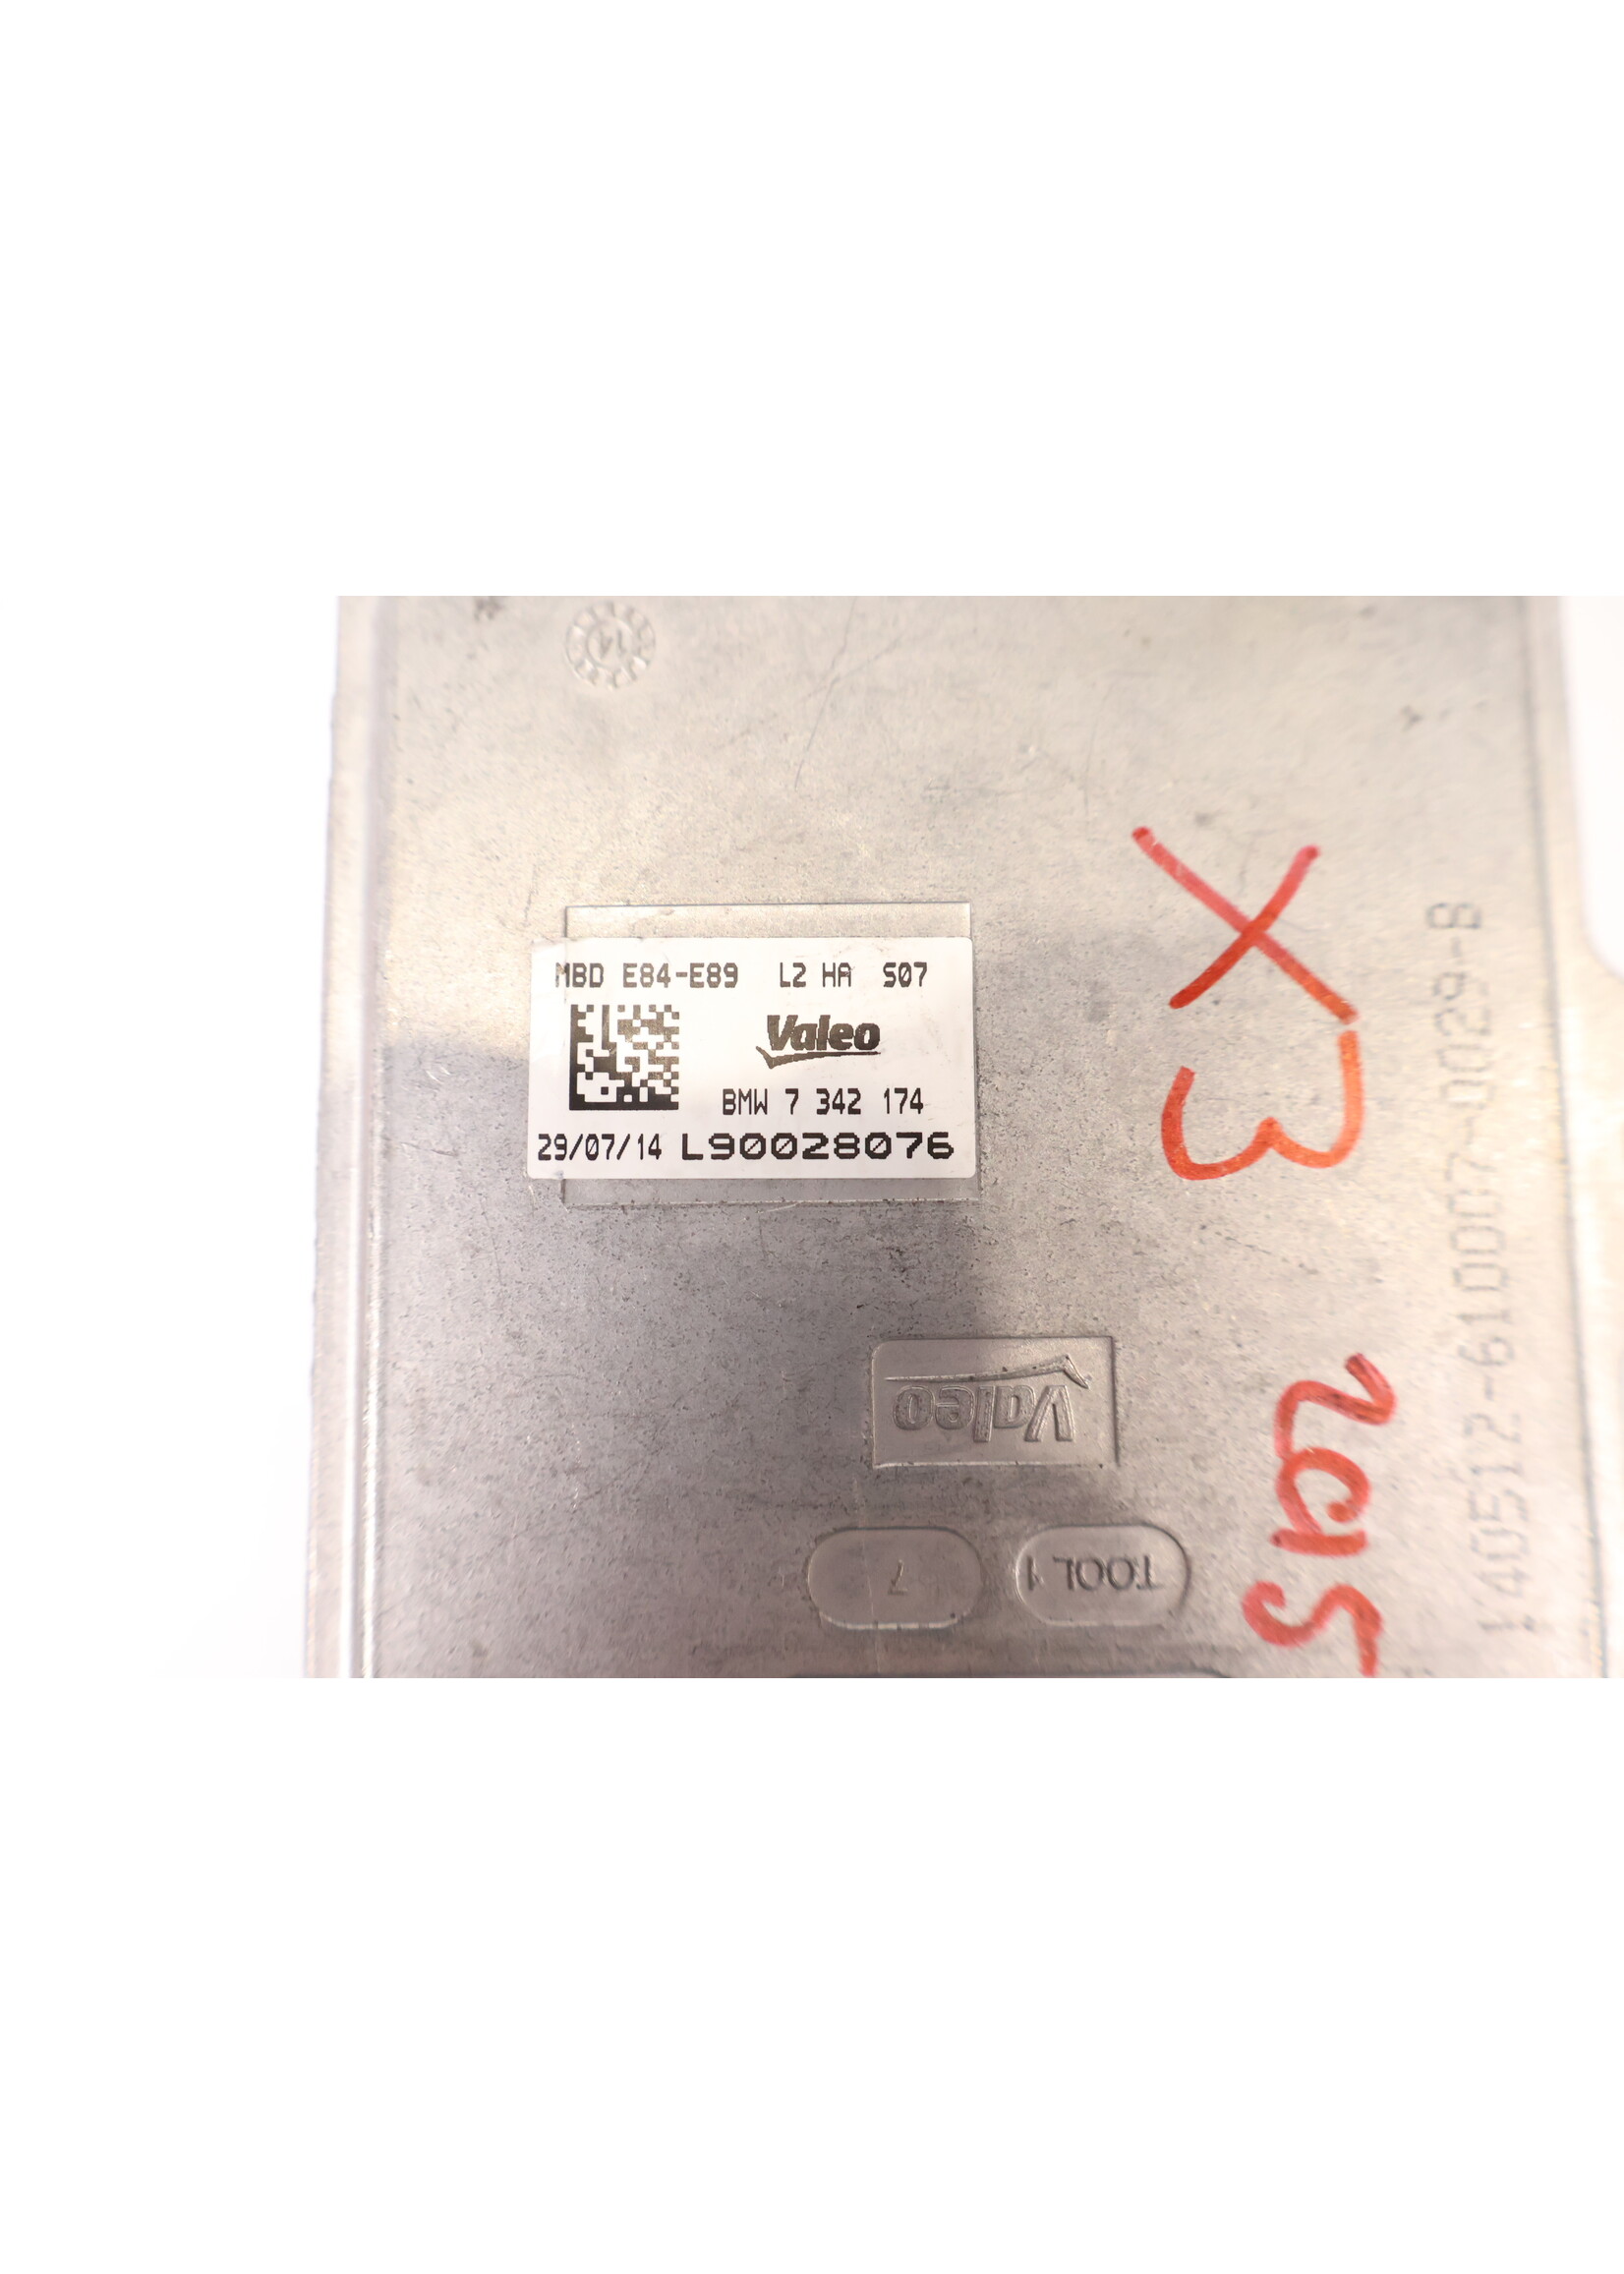 14
MBD E84-E89 L2 HA S07
Valeo
BMW 7 342 174
29/07/14 L90028076
X3
2015
140512-610007-0029-B
Valeo
7
TOOL 1